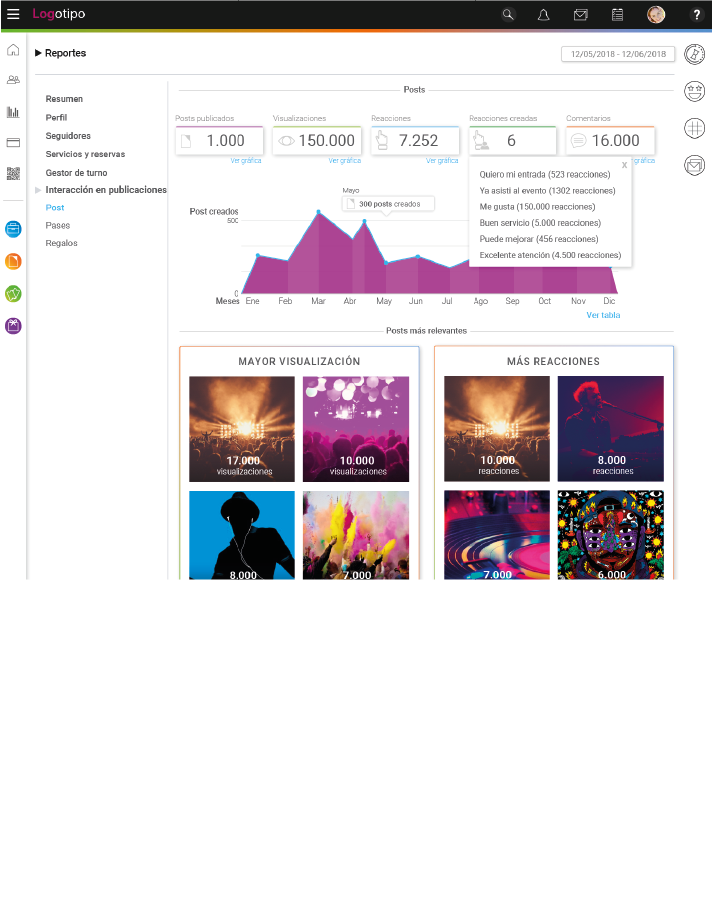 Logotipo
?
Reportes
12/05/2018 - 12/06/2018
Resumen
Perfil
Seguidores
Servicios y reservas
Gestor de turno
Interacción en publicaciones
Post
Pases
Regalos
Posts
Posts publicados
1.000
Ver gráfica
Visualizaciones
150.000
Ver gráfica
Reacciones
7.252
Ver gráfica
Reacciones creadas
6
Comentarios
16.000
gráfica
x
Quiero mi entrada (523 reacciones)
Ya asistí al evento (1302 reacciones)
Me gusta (150.000 reacciones)
Buen servicio (5.000 reacciones)
Puede mejorar (456 reacciones)
Excelente atención (4.500 reacciones)
Mayo
300 posts creados
Post creados
500
0
Meses Ene Feb Mar Abr May Jun Jul Ago Sep Oct Nov Dic
Ver tabla
Posts más relevantes
MAYOR VISUALIZACIÓN
17.000
visualizaciones
10.000
visualizaciones
8.000
7.000
MÁS REACCIONES
10.000
reacciones
8.000
reacciones
7.000
6.000